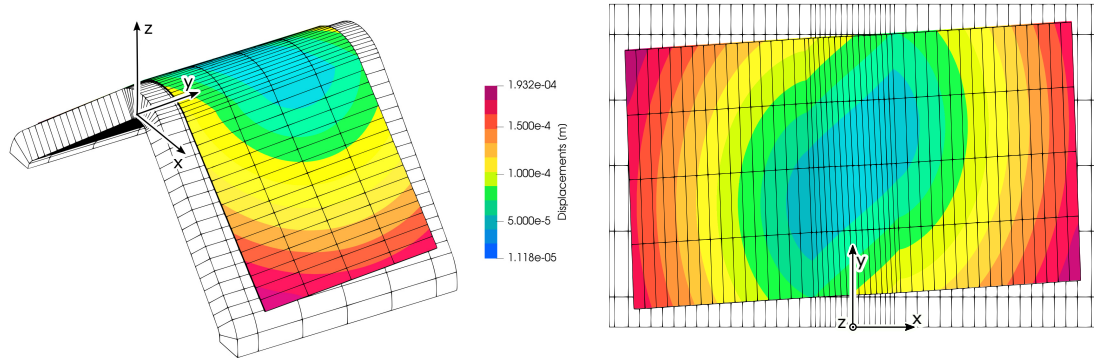 z
y
x
1.932e-04
1.500e-4
1.000e-4
5.000e-5
1.118e-05
Displacements (m)
y
z
x